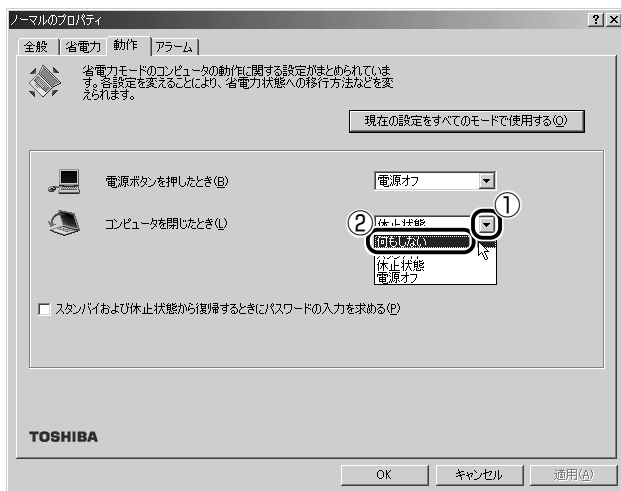 ノーマルのプロパティ
? ×
全般 省電力 動作 アラーム
省電力モードのコンピュータの動作に関する設定がまとめられていま
す。各設定を変えることにより、省電力状態への移行方法などを変
えられます。
現在の設定をすべてのモードで使用する(O)
電源ボタンを押したとき(B) 電源オフ
①
コンピュータを閉じたとき(L) 休止状態
② 何もしない
休止状態
電源オフ
スタンバイおよび休止状態から復帰するときにパスワードの入力を求める(P)
TOSHIBA
OK キャンセル 適用(A)